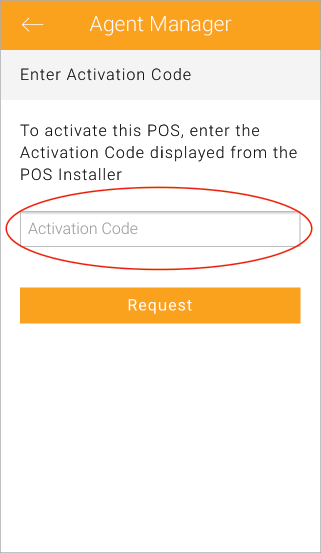 Agent Manager
Enter Activation Code
To activate this POS, enter the
Activation Code displayed from the
POS Installer
Activation Code
Request